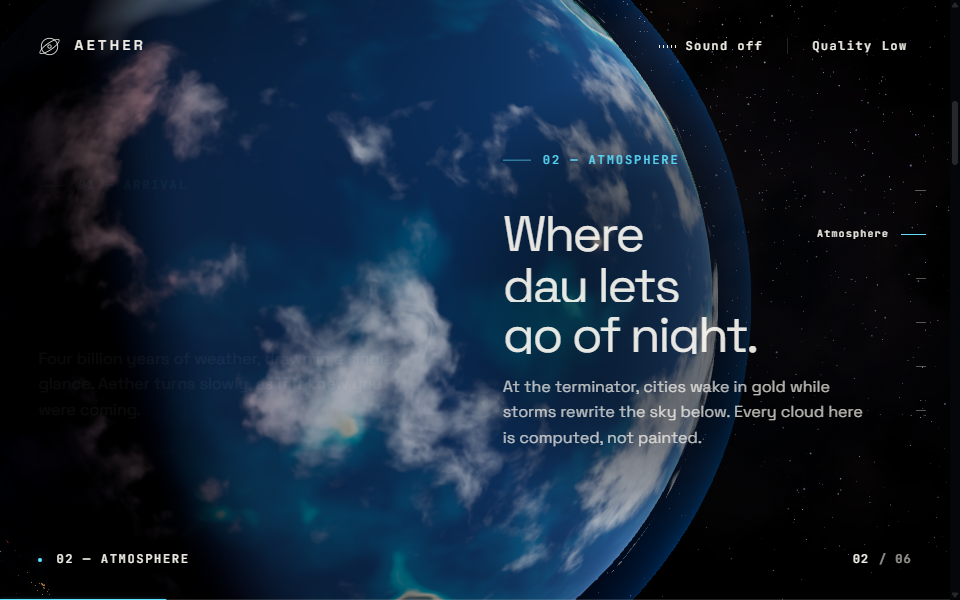 AETHER
Sound off
Quality Low
02 — ATMOSPHERE
ARRIVAL
Where
day lets
go of night.
Atmosphere
Four billion years of weather,
glance. Aether turns slowly,
were coming.
At the terminator, cities wake in gold while
storms rewrite the sky below. Every cloud here
is computed, not painted.
02 — ATMOSPHERE
02 / 06